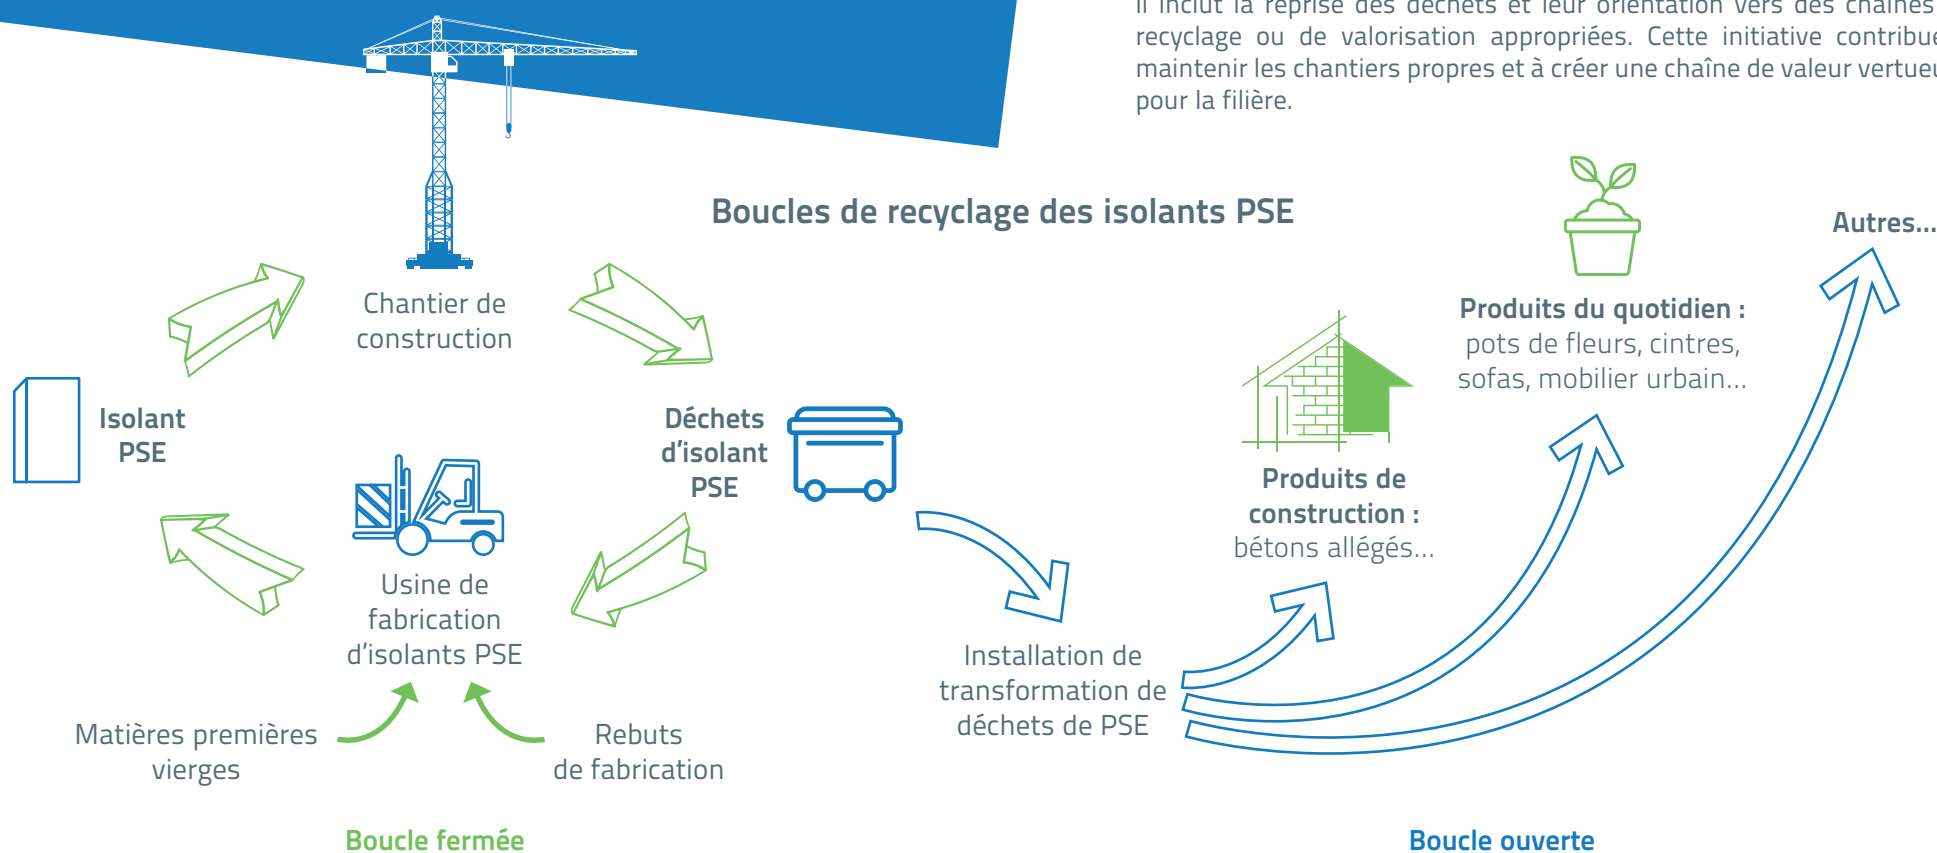 Il inclut la reprise des déchets et leur orientation vers des chaînes
recyclage ou de valorisation appropriées. Cette initiative contribue
maintenir les chantiers propres et à créer une chaîne de valeur
pour la filière.
Boucles de recyclage des isolants PSE
Autres...
Chantier de
construction
Produits du quotidien :
pots de fleurs, cintres,
sofas, mobilier urbain...
Isolant
PSE
Déchets
d'isolant
PSE
Produits de
construction :
bétons allégés...
Usine de
fabrication
d'isolants PSE
Installation de
transformation de
déchets de PSE
Matières premières
vierges
Rebuts
de fabrication
Boucle fermée
Boucle ouverte